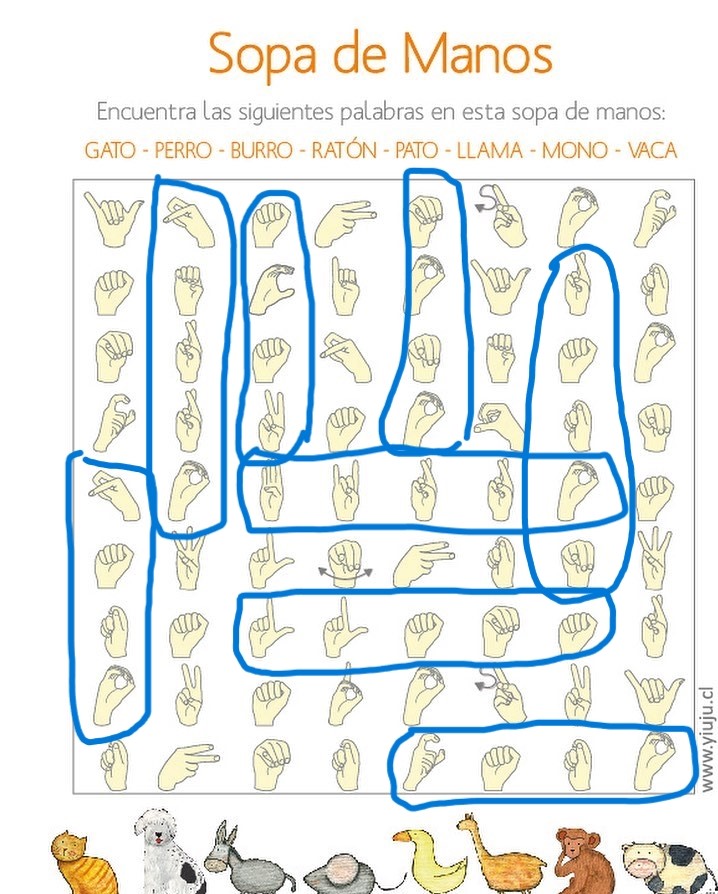 Sopa de Manos
Encuentra las siguientes palabras en esta sopa de manos:
GATO - PERRO - BURRO - RATÓN - PATO - LLAMA - MONO - VACA
www.yiuju.cl